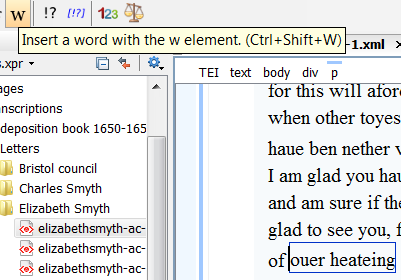 w !? [!?] 123
Insert a word with the w element. (Ctrl+Shift+W)
s.xpr
-1.xml
TEI text body div p
ages
anscriptions
deposition book 1650-165
Letters
Bristol council
Charles Smyth
Elizabeth Smyth
elizabethsmyth-ac-
elizabethsmyth-ac-
elizabethsmyth-ac-
for this will afor
when other toyes
haue ben nether v
I am glad you hau
and am sure if the
glad to see you, f
of ouer heateing